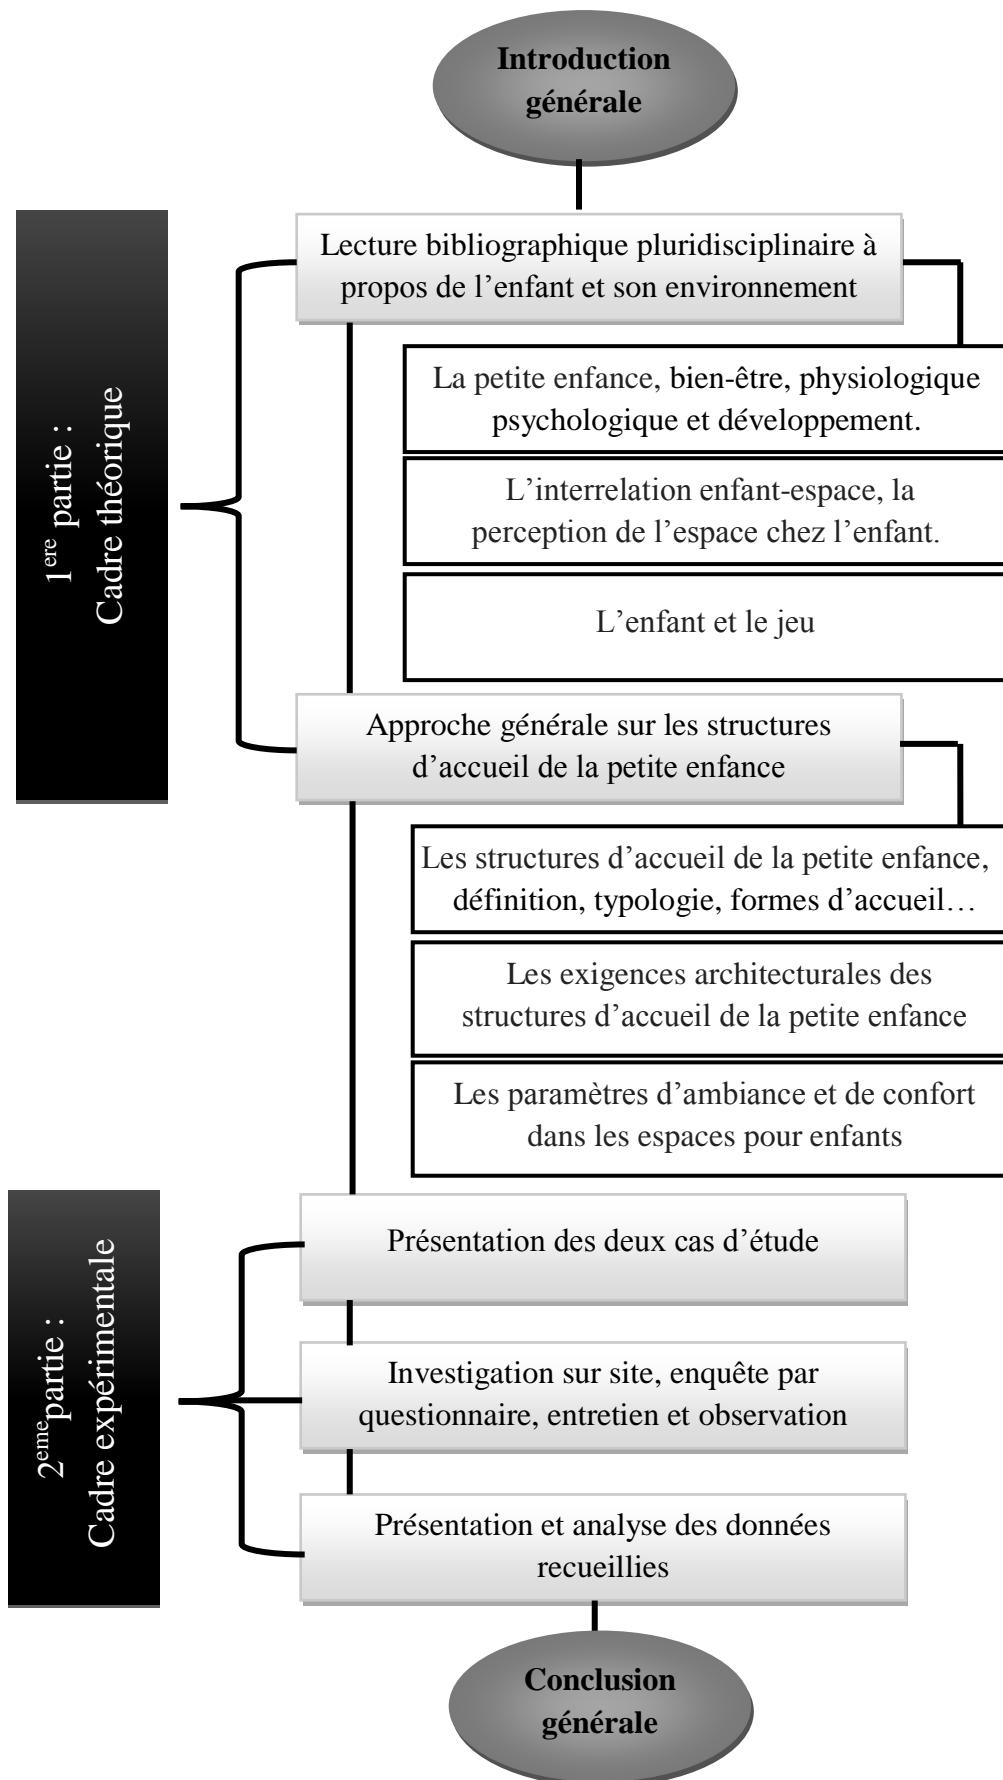 Introduction
générale
1ere partie :
Cadre théorique
Lecture bibliographique pluridisciplinaire à
propos de l’enfant et son environnement
La petite enfance, bien-être, physiologique
psychologique et développement.
L’interrelation enfant-espace, la
perception de l’espace chez l’enfant.
L’enfant et le jeu
Approche générale sur les structures
d’accueil de la petite enfance
Les structures d’accueil de la petite enfance,
définition, typologie, formes d’accueil…
Les exigences architecturales des
structures d’accueil de la petite enfance
Les paramètres d’ambiance et de confort
dans les espaces pour enfants
2emepartie :
Cadre expérimentale
Présentation des deux cas d’étude
Investigation sur site, enquête par
questionnaire, entretien et observation
Présentation et analyse des données
recueillies
Conclusion
générale